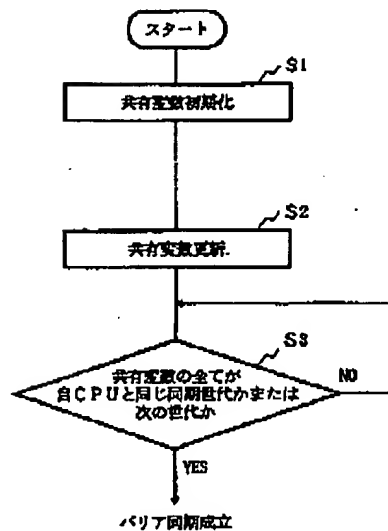 スタート
S1
共有変数初期化
S2
共有変数更新
S3
共有変数の全てが
自CPUと同じ同期世代かまたは
次の世代か
NO
YES
バリア同期成立